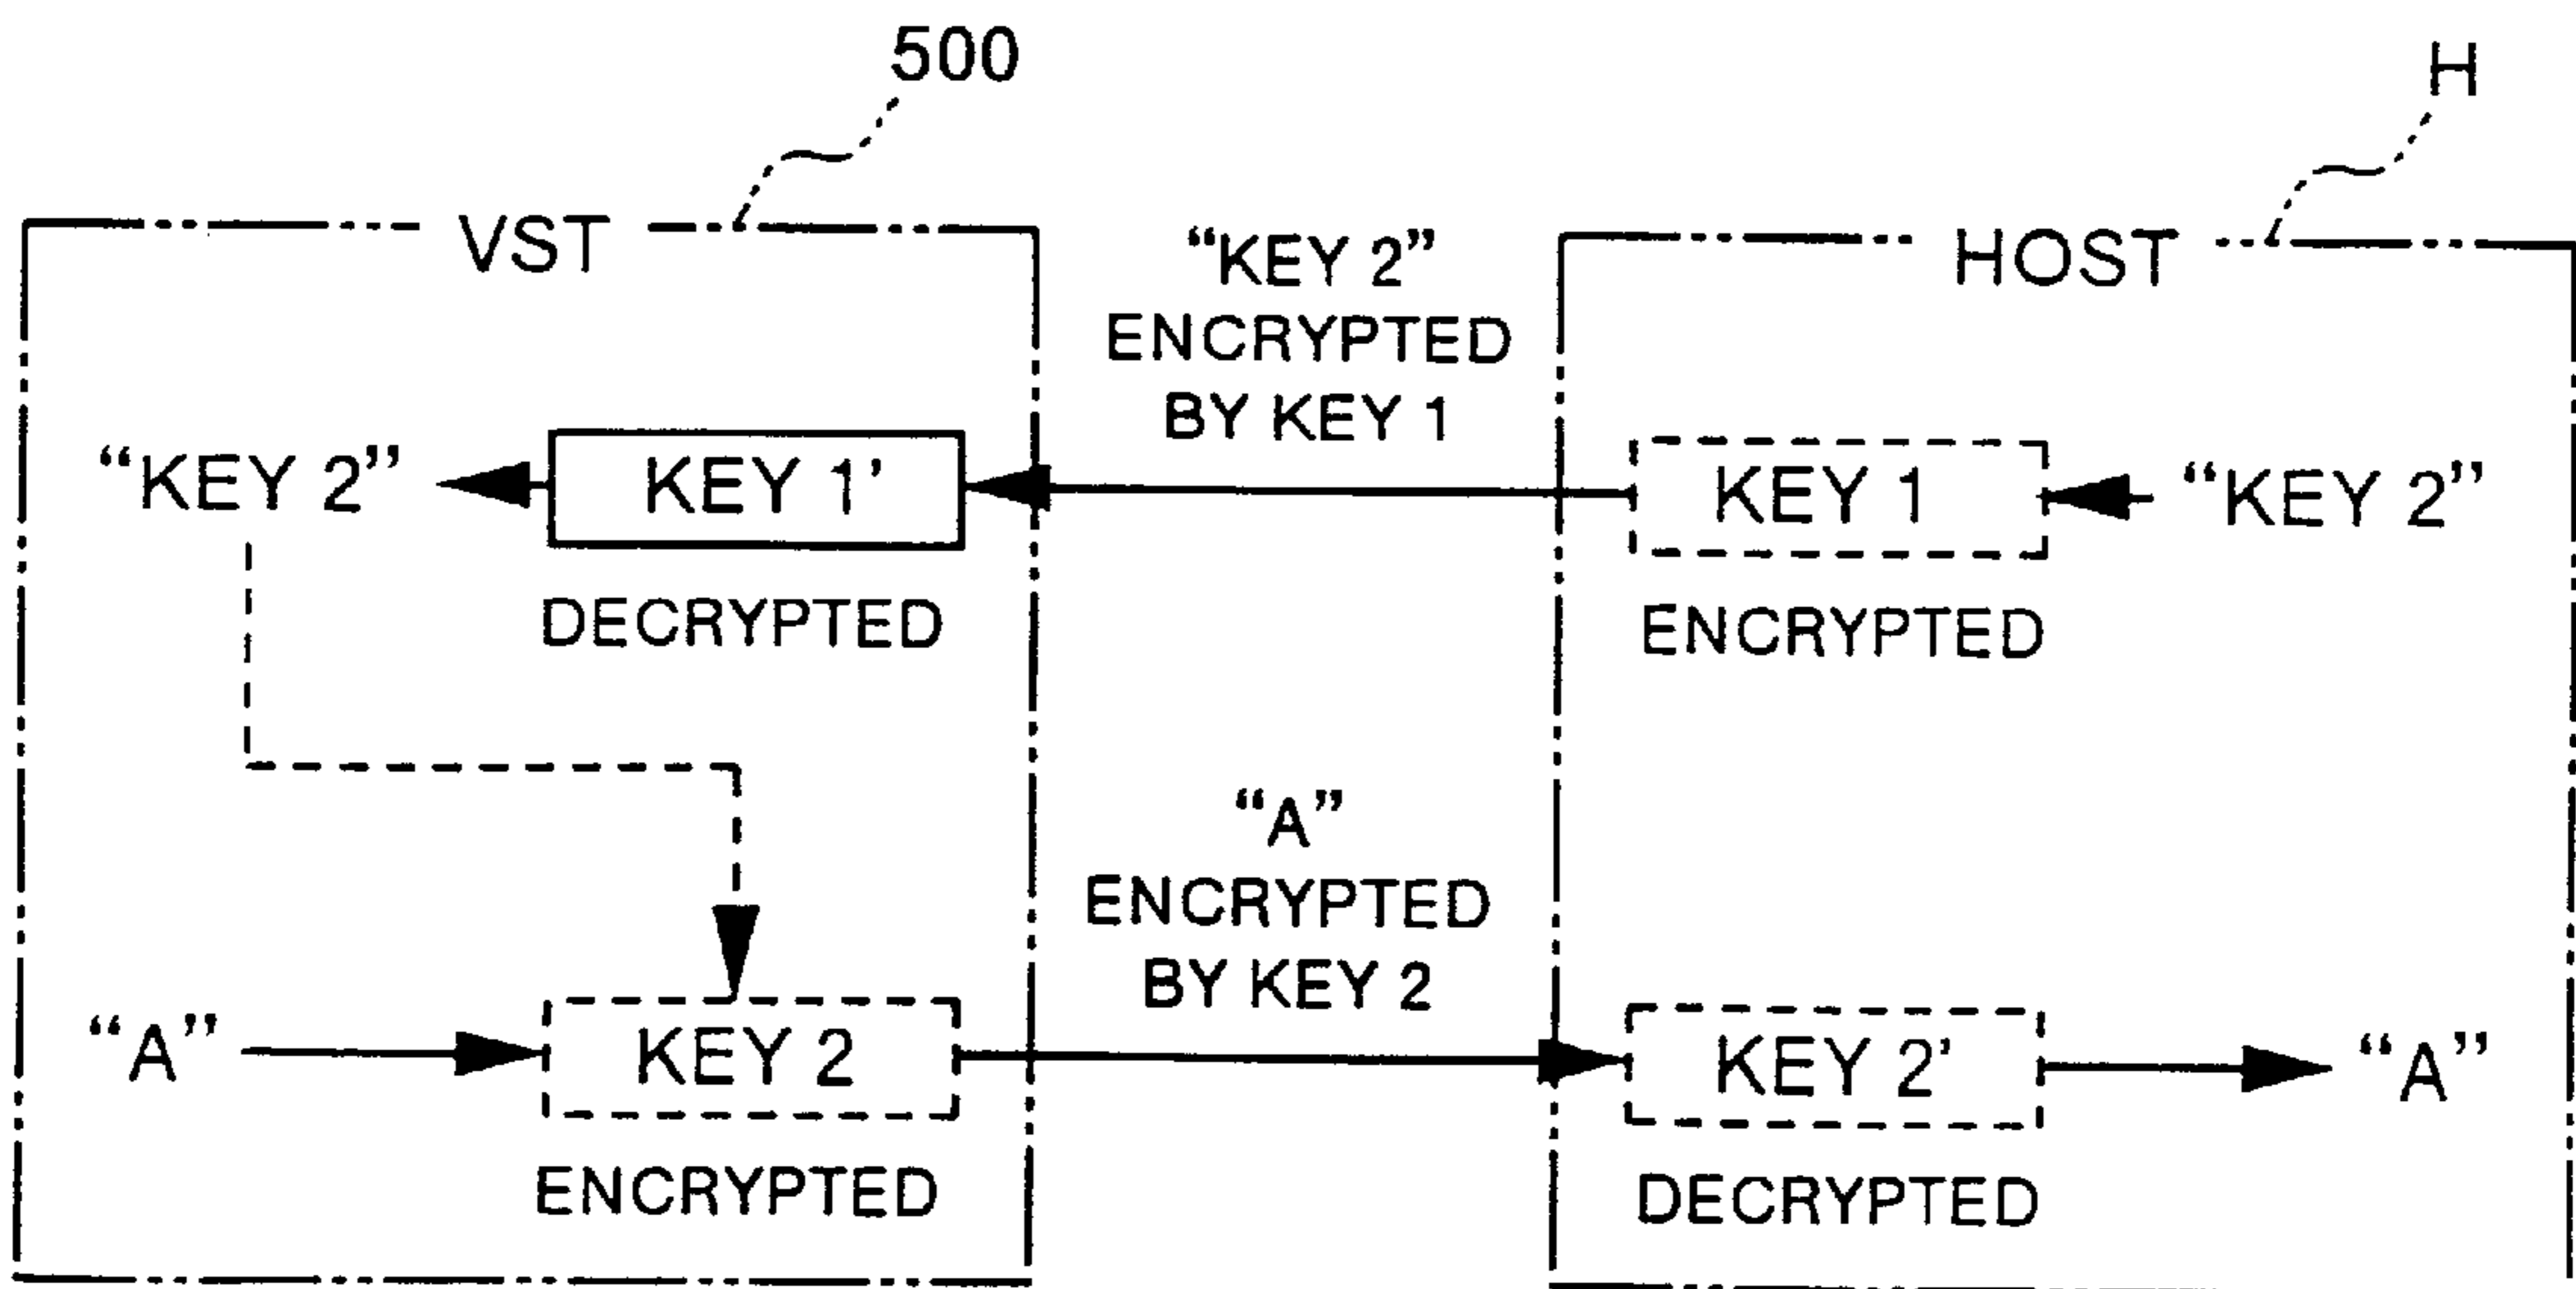 500
H
VST
HOST
“KEY 2”
ENCRYPTED
BY KEY 1
“KEY 2”
KEY 1’
KEY 1
“KEY 2”
DECRYPTED
ENCRYPTED
“A”
ENCRYPTED
BY KEY 2
“A”
KEY 2
KEY 2’
“A”
ENCRYPTED
DECRYPTED